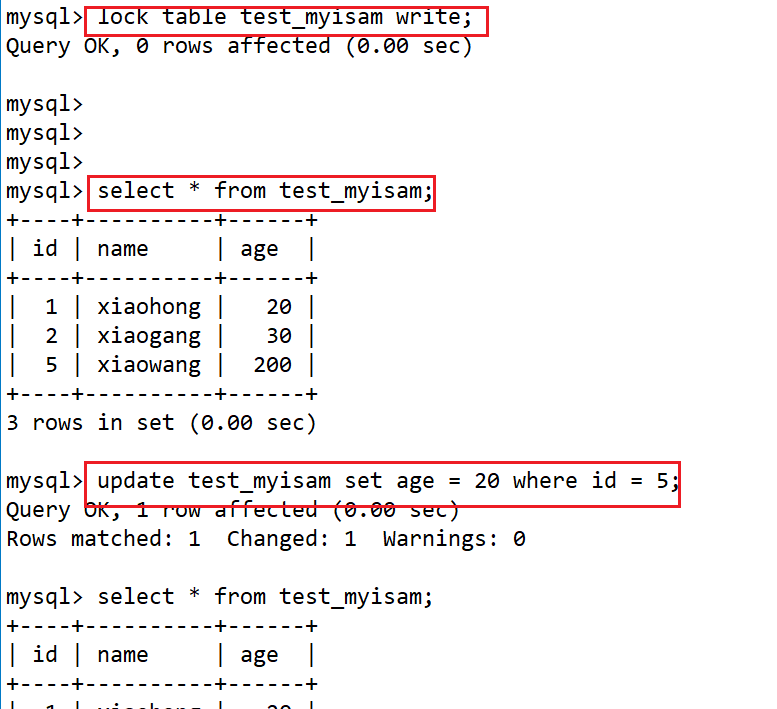 mysql> lock table test_myisam write;
Query OK, 0 rows affected (0.00 sec)
mysql>
mysql>
mysql>
mysql> select * from test_myisam;
+----+----------+------+
| id | name     | age  |
+----+----------+------+
|  1 | xiaohong |   20 |
|  2 | xiaogang |   30 |
|  5 | xiaowang |  200 |
+----+----------+------+
3 rows in set (0.00 sec)
mysql> update test_myisam set age = 20 where id = 5;
Query OK, 1 row affected (0.00 sec)
Rows matched: 1  Changed: 1  Warnings: 0
mysql> select * from test_myisam;
+----+----------+------+
| id | name     | age  |
+----+----------+------+